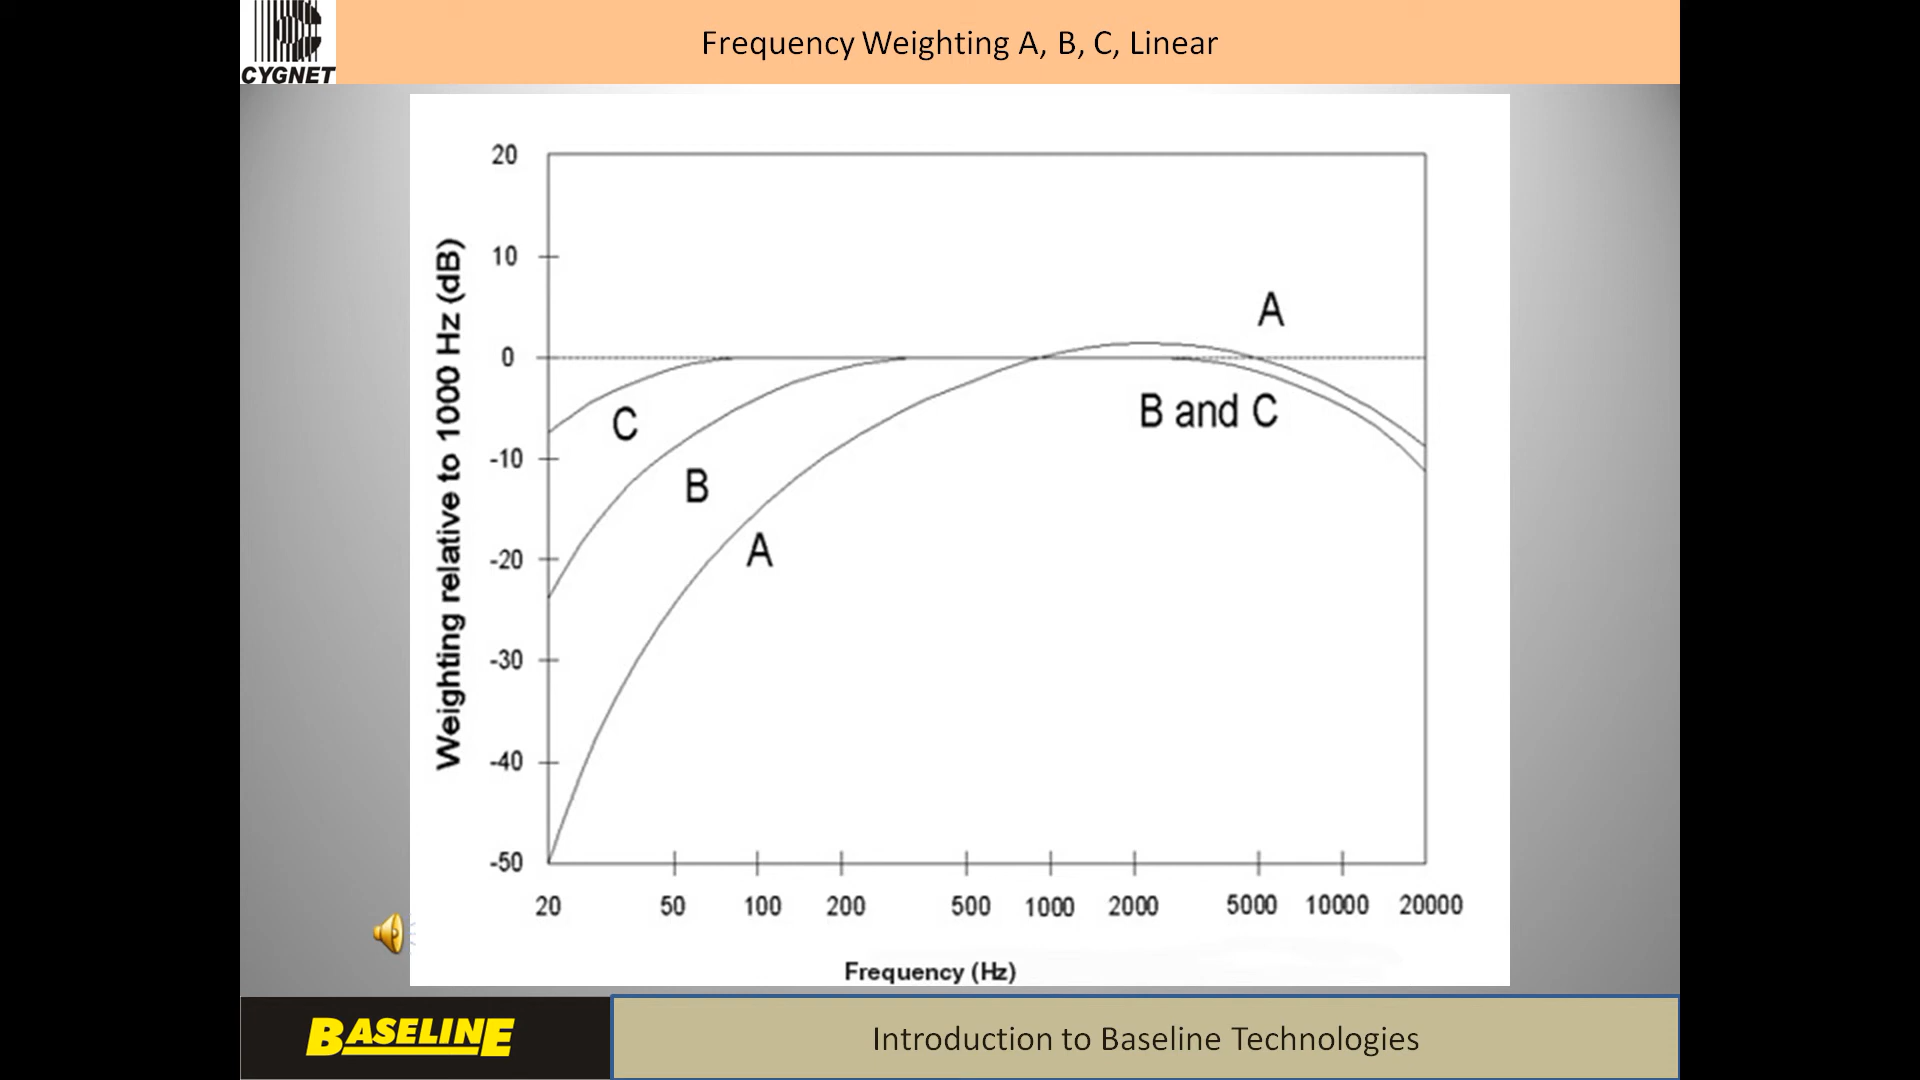 CYGNET
Frequency Weighting A, B, C, Linear
Weighting relative to 1000 Hz (dB)
20
10
0
-10
-20
-30
-40
-50
A
B and C
C
B
A
20 50 100 200 500 1000 2000 5000 10000 20000
Frequency (Hz)
BASELINE
Introduction to Baseline Technologies